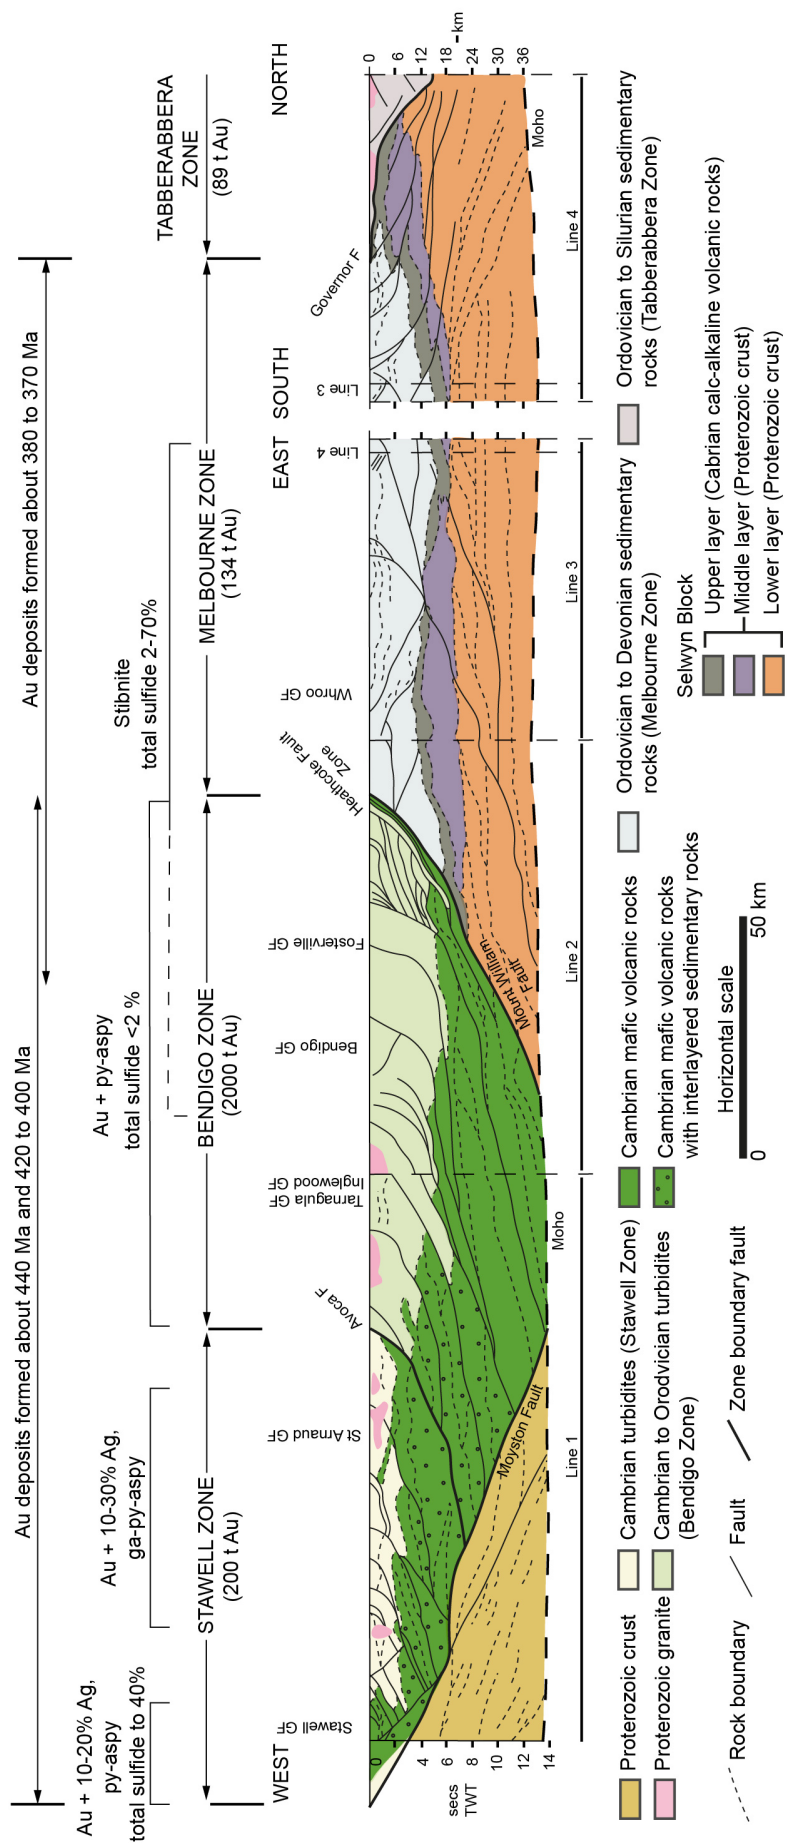 Au deposits formed about 440 Ma and 420 to 400 Ma
Au deposits formed about 380 to 370 Ma
Au + 10-20% Ag,
py-aspy
total sulfide to 40%
Au + 10-30% Ag,
ga-py-aspy
Au + py-aspy
total sulfide <2 %
Stibnite
total sulfide 2-70%
STAWELL ZONE
(200 t Au)
BENDIGO ZONE
(2000 t Au)
MELBOURNE ZONE
(134 t Au)
TABBERABBERA
ZONE
(89 t Au)
WEST
EAST
SOUTH
NORTH
Stawell GF
St Arnaud GF
Avoca F
Tarnagula GF
Inglewood GF
Bendigo GF
Fosterville GF
Heathcote Fault
Zone
Whroo GF
Line 4
Line 3
Governor F
0
4
6
8
10
12
14
secs
TWT
0
6
12
18
24
30
36
km
Moyston Fault
Mount William
Fault
Moho
Moho
Line 1
Line 2
Line 3
Line 4
Proterozoic crust
Proterozoic granite
Cambrian turbidites (Stawell Zone)
Cambrian to Orodvician turbidites
(Bendigo Zone)
Cambrian mafic volcanic rocks
Cambrian mafic volcanic rocks
with interlayered sedimentary rocks
Ordovician to Devonian sedimentary
rocks (Melbourne Zone)
Ordovician to Silurian sedimentary
rocks (Tabberabbera Zone)
Selwyn Block
Upper layer (Cabrian calc-alkaline volcanic rocks)
Middle layer (Proterozoic crust)
Lower layer (Proterozoic crust)
Rock boundary
Fault
Zone boundary fault
Horizontal scale
0
50 km